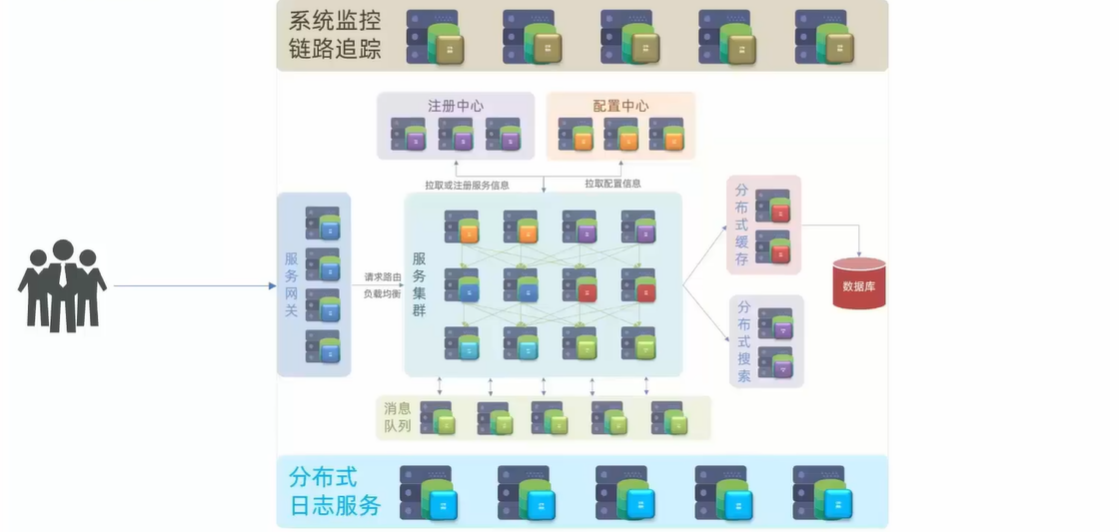 系统监控
链路追踪
注册中心
配置中心
拉取或注册服务信息
拉取配置信息
服务网关
请求路由
负载均衡
服务集群
分布式缓存
数据库
分布式搜索
消息
队列
分布式
日志服务